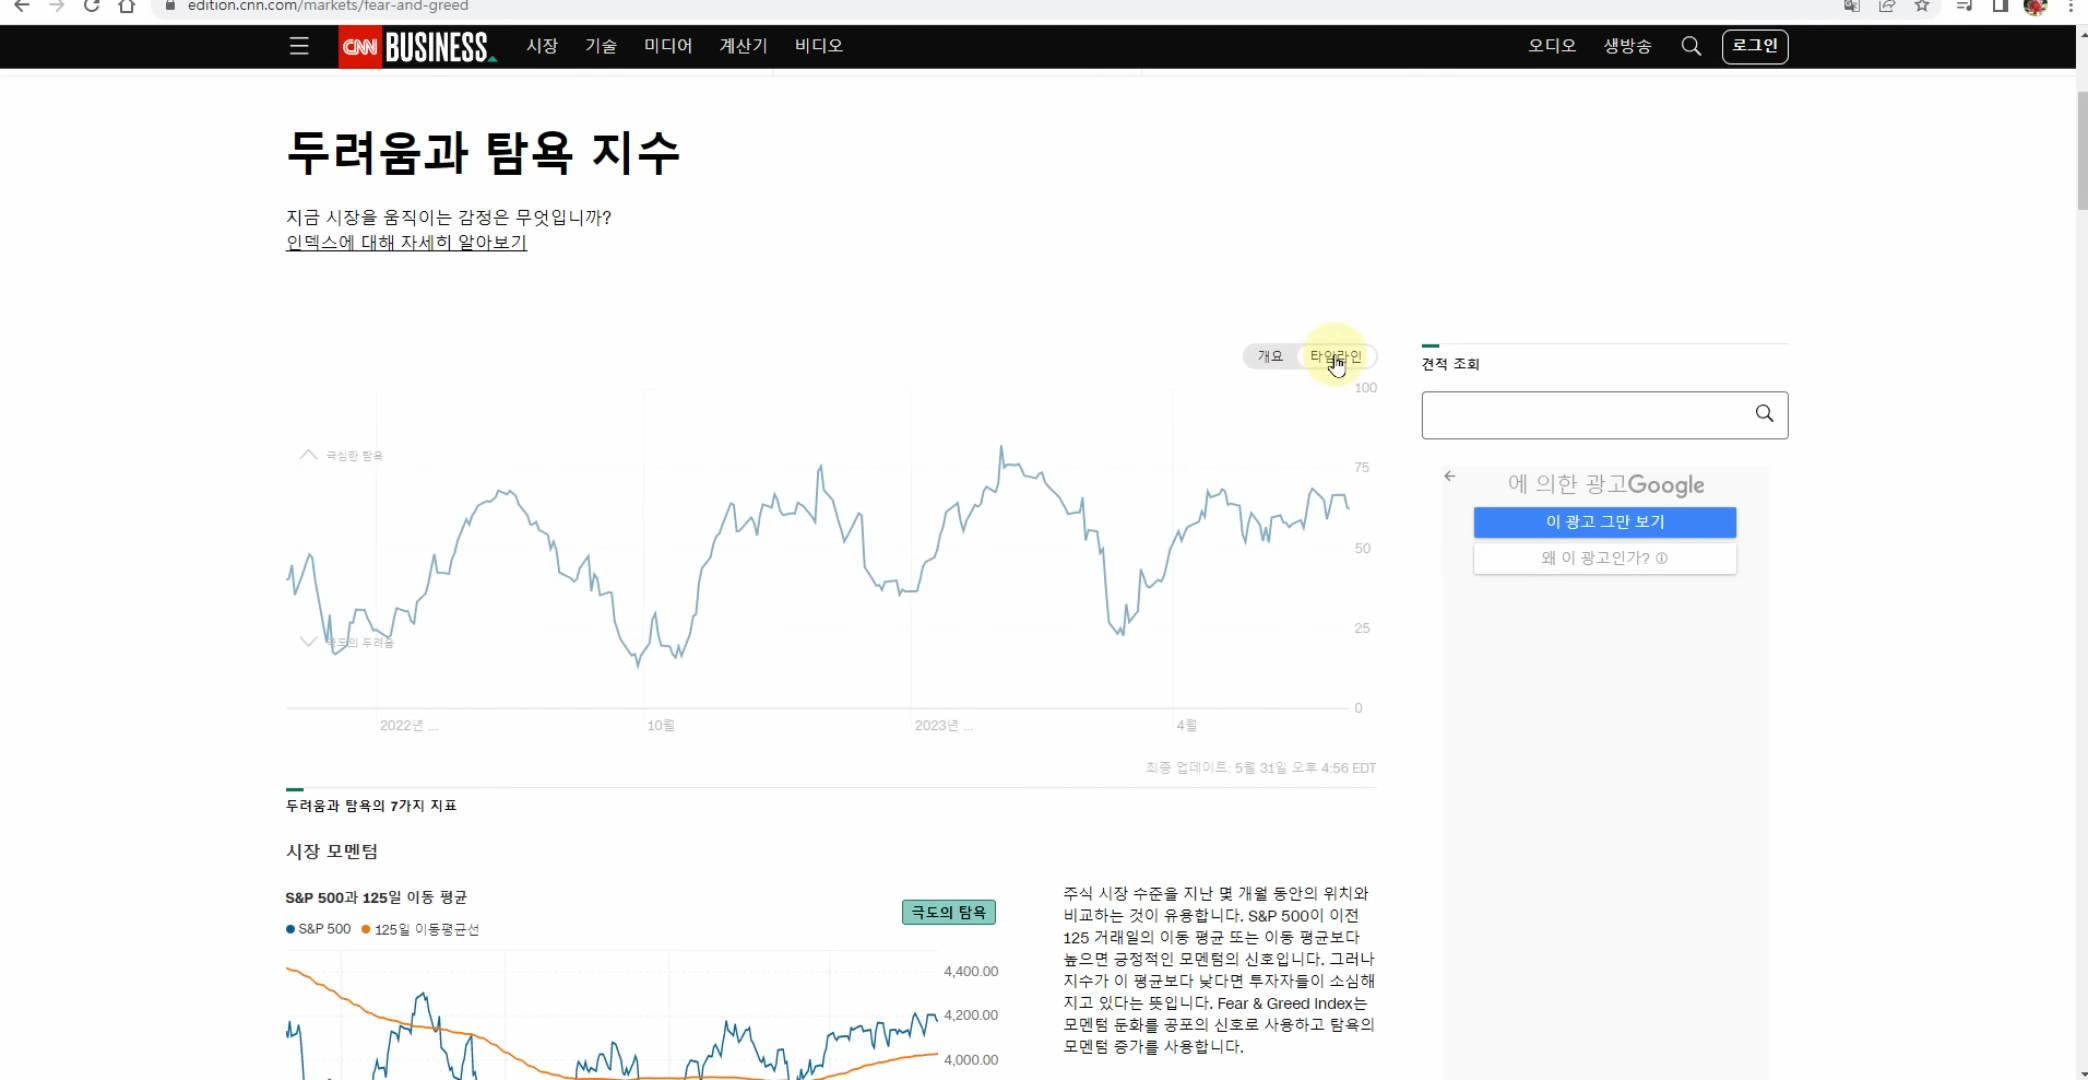 edition.cnn.com/markets/fear-and-greed
CNN BUSINESS 시장 기술 미디어 계산기 비디오 오디오 생방송 로그인
두려움과 탐욕 지수
지금 시장을 움직이는 감정은 무엇입니까?
인덱스에 대해 자세히 알아보기
개요 타임라인
견적 조회
100
극심한 탐욕
75
50
25
극도의 두려움
0
2022년 ... 10월 2023년 ... 4월
최종 업데이트: 5월 31일 오후 4:56 EDT
에 의한 광고Google
이 광고 그만 보기
왜 이 광고인가?
두려움과 탐욕의 7가지 지표
시장 모멘텀
S&P 500과 125일 이동 평균
극도의 탐욕
S&P 500 125일 이동평균선
4,400.00
4,200.00
4,000.00
주식 시장 수준을 지난 몇 개월 동안의 위치와
비교하는 것이 유용합니다. S&P 500이 이전
125 거래일의 이동 평균 또는 이동 평균보다
높으면 긍정적인 모멘텀의 신호입니다. 그러나
지수가 이 평균보다 낮다면 투자자들이 소심해
지고 있다는 뜻입니다. Fear & Greed Index는
모멘텀 둔화를 공포의 신호로 사용하고 탐욕의
모멘텀 증가를 사용합니다.